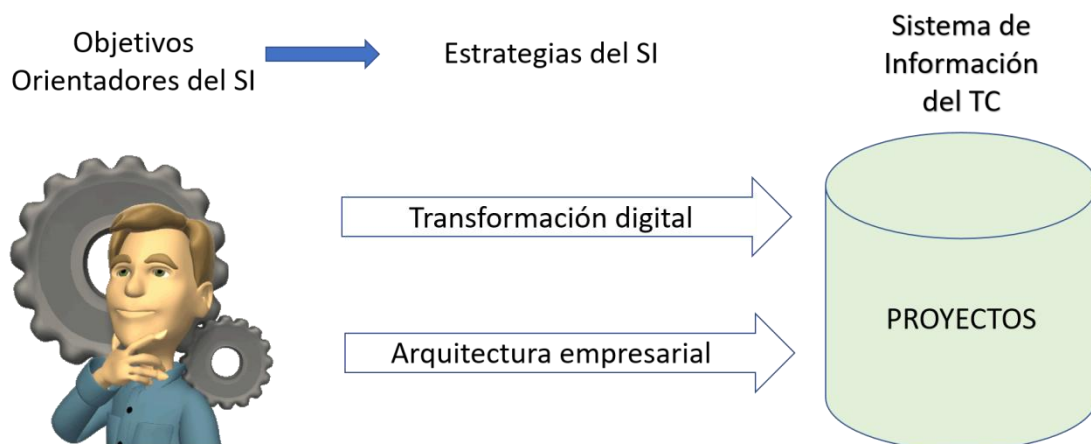 Objetivos
Orientadores del SI
Estrategias del SI
Sistema de
Información
del TC
Transformación digital
Arquitectura empresarial
PROYECTOS